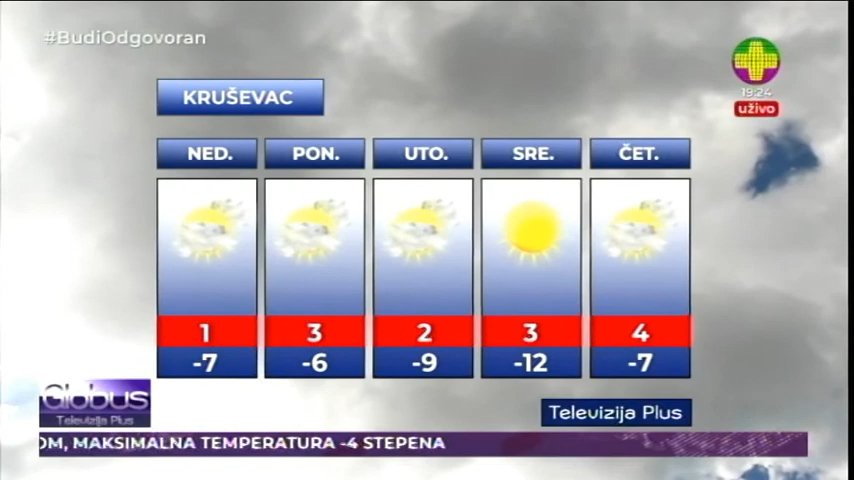 #BudiOdgovoran
19:24
uživo
KRUŠEVAC
NED. PON. UTO. SRE. ČET.
1 3 2 3 4
-7 -6 -9 -12 -7
Globus
Televizija Plus
Televizija Plus
OM, MAKSIMALNA TEMPERATURA -4 STEPENA